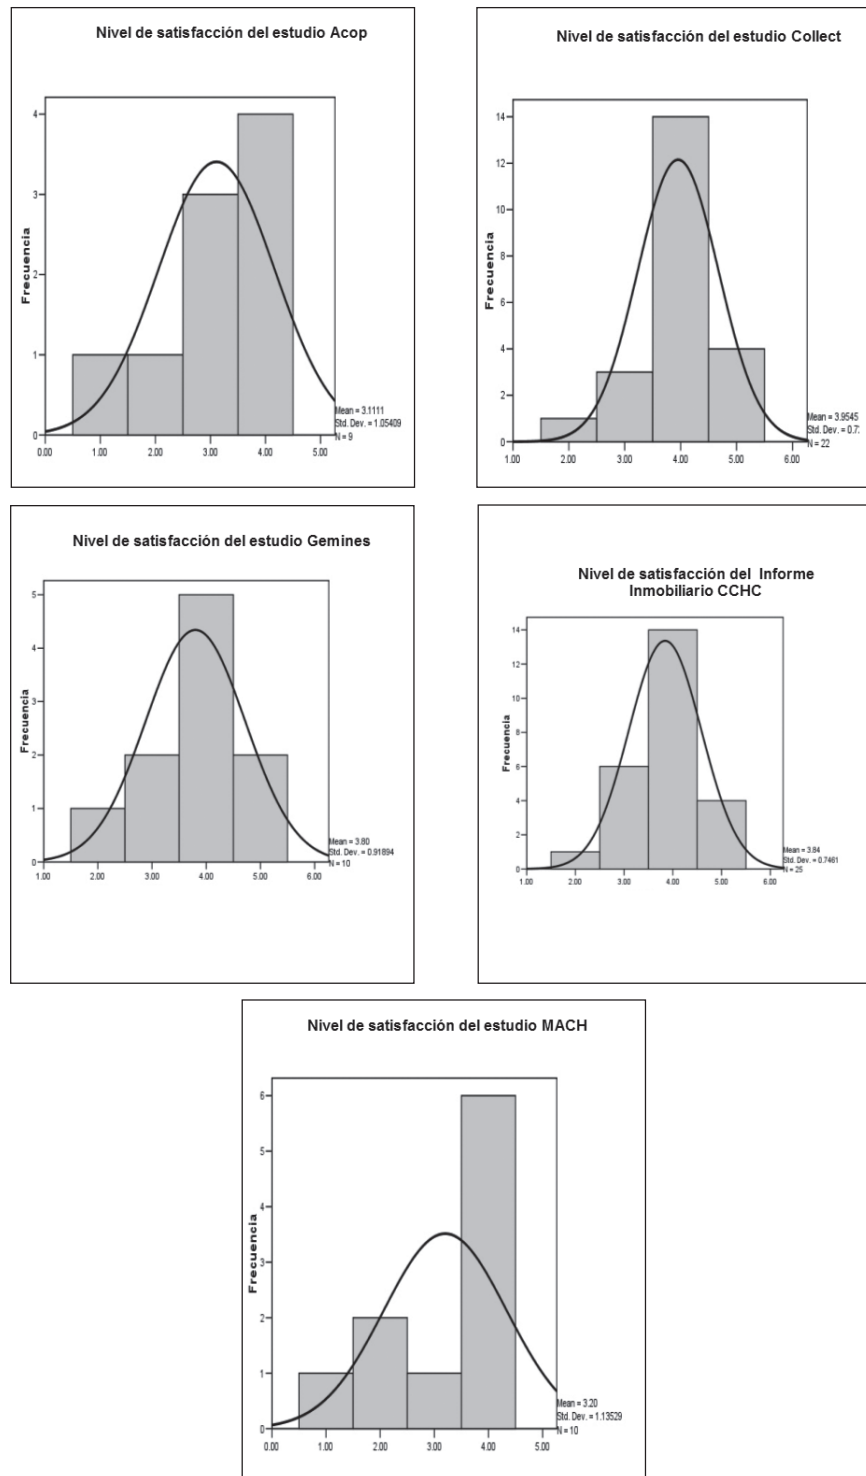 Nivel de satisfacción del estudio Acop
Frecuencia
4
3
2
1
0
0.00 1.00 2.00 3.00 4.00 5.00
Mean = 3.1111
Std. Dev. = 1.05409
N = 9
Nivel de satisfacción del estudio Collect
Frecuencia
14
12
10
8
6
4
2
0
1.00 2.00 3.00 4.00 5.00 6.00
Mean = 3.9545
Std. Dev. = 0.7
N = 22
Nivel de satisfacción del estudio Gemines
Frecuencia
5
4
3
2
1
0
1.00 2.00 3.00 4.00 5.00 6.00
Mean = 3.80
Std. Dev. = 0.91894
N = 10
Nivel de satisfacción del Informe
Inmobiliario CCHC
Frecuencia
14
12
10
8
6
4
2
0
1.00 2.00 3.00 4.00 5.00 6.00
Mean = 3.84
Std. Dev. = 0.7461
N = 25
Nivel de satisfacción del estudio MACH
Frecuencia
6
5
4
3
2
1
0
0.00 1.00 2.00 3.00 4.00 5.00
Mean = 3.20
Std. Dev. = 1.13529
N = 10